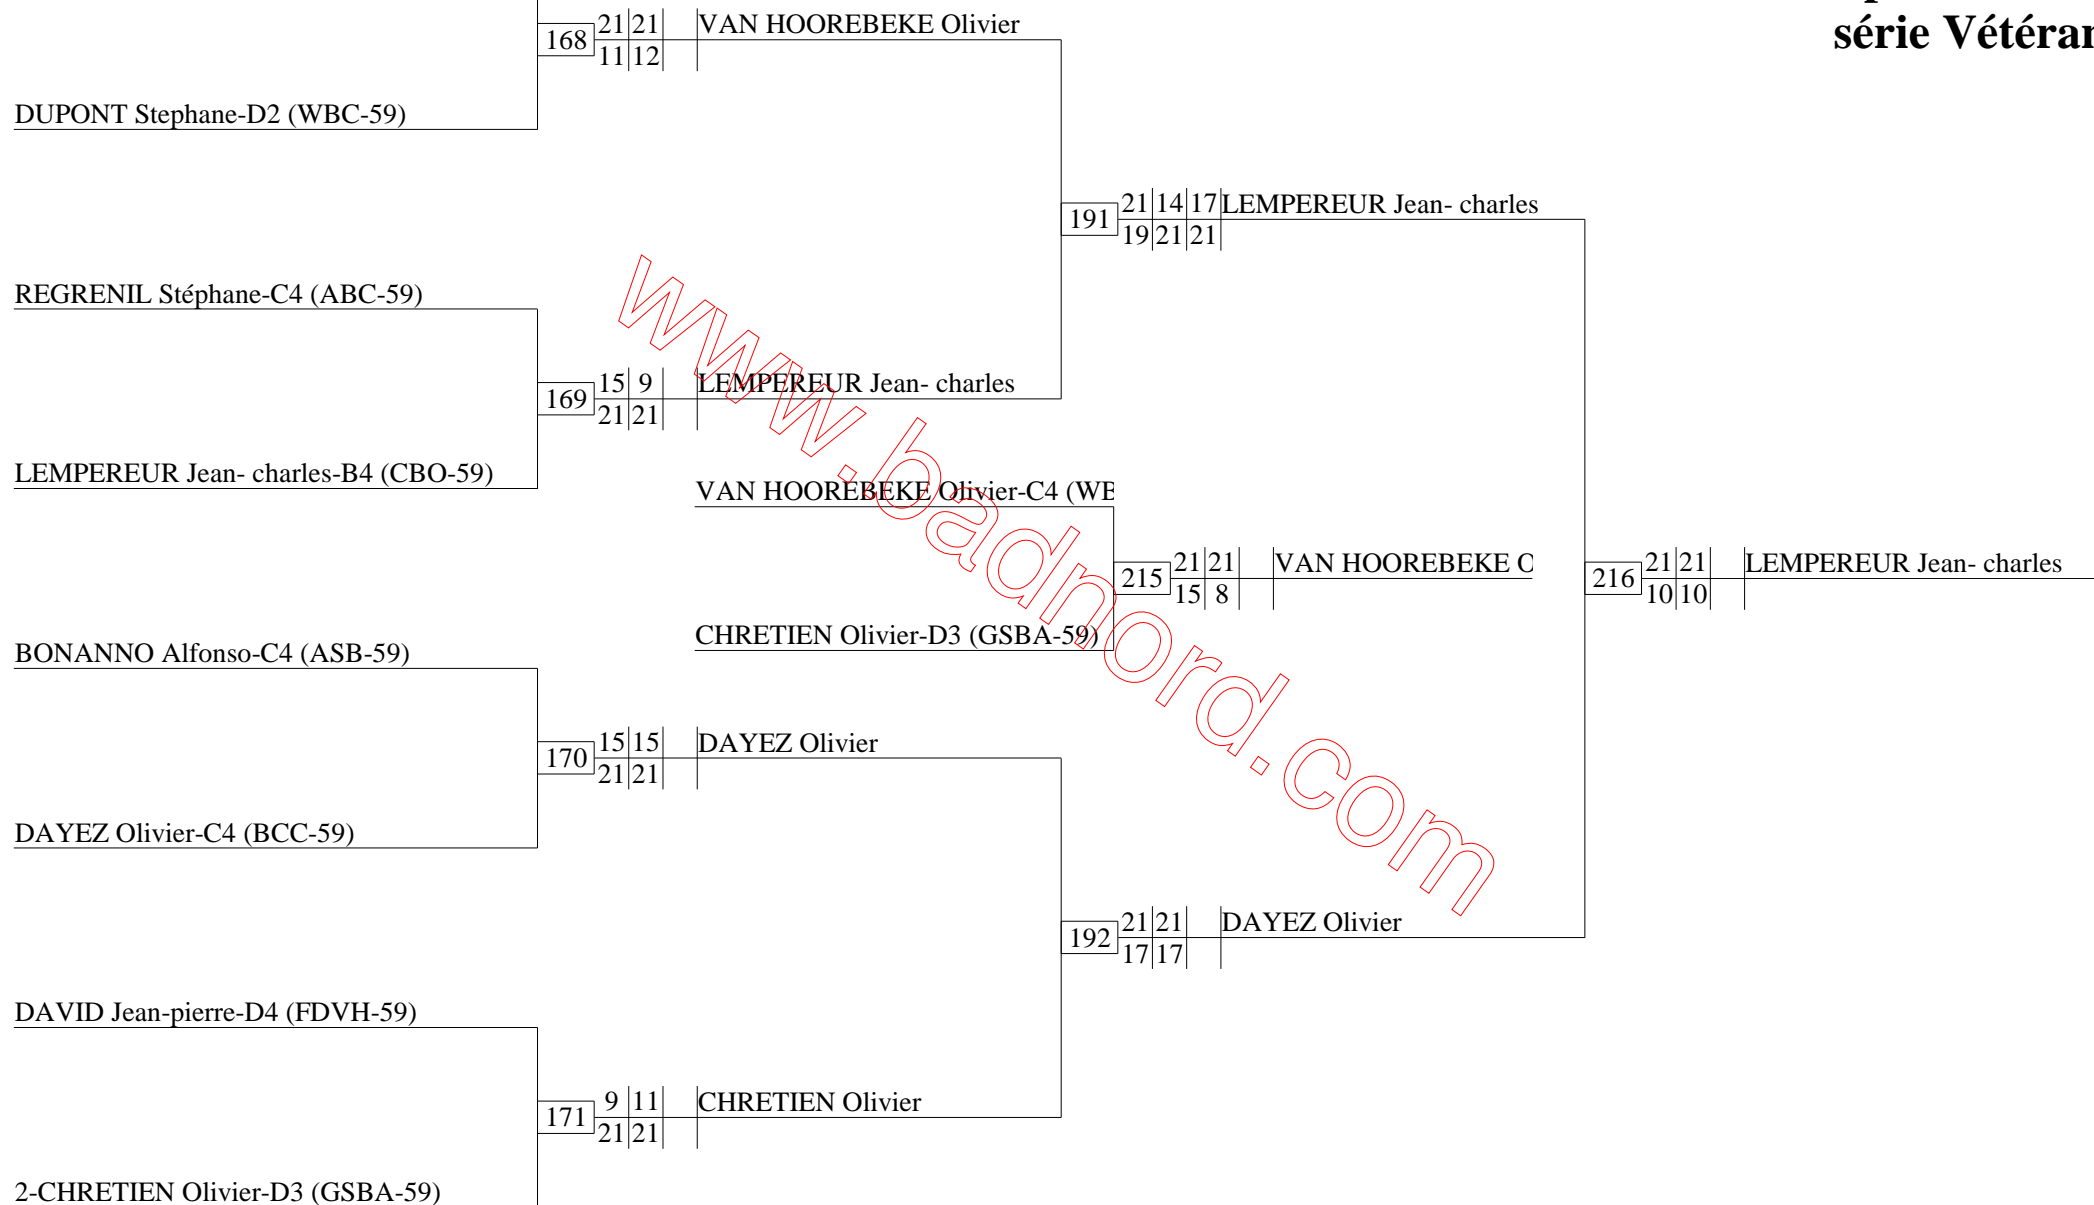 série Vétéran
21 21 VAN HOOREBEKE Olivier
168
11 12
DUPONT Stephane-D2 (WBC-59)
21 14 17 LEMPEREUR Jean- charles
191
19 21 21
REGRENIL Stéphane-C4 (ABC-59)
15 9 LEMPEREUR Jean- charles
169
21 21
LEMPEREUR Jean- charles-B4 (CBO-59)
VAN HOOREBEKE Olivier-C4 (WB
21 21 VAN HOOREBEKE O
215
15 8
21 21 LEMPEREUR Jean- charles
216
10 10
CHRETIEN Olivier-D3 (GSBA-59)
BONANNO Alfonso-C4 (ASB-59)
15 15 DAYEZ Olivier
170
21 21
DAYEZ Olivier-C4 (BCC-59)
21 21 DAYEZ Olivier
192
17 17
DAVID Jean-pierre-D4 (FDVH-59)
9 11 CHRETIEN Olivier
171
21 21
2-CHRETIEN Olivier-D3 (GSBA-59)
www.badnord.com